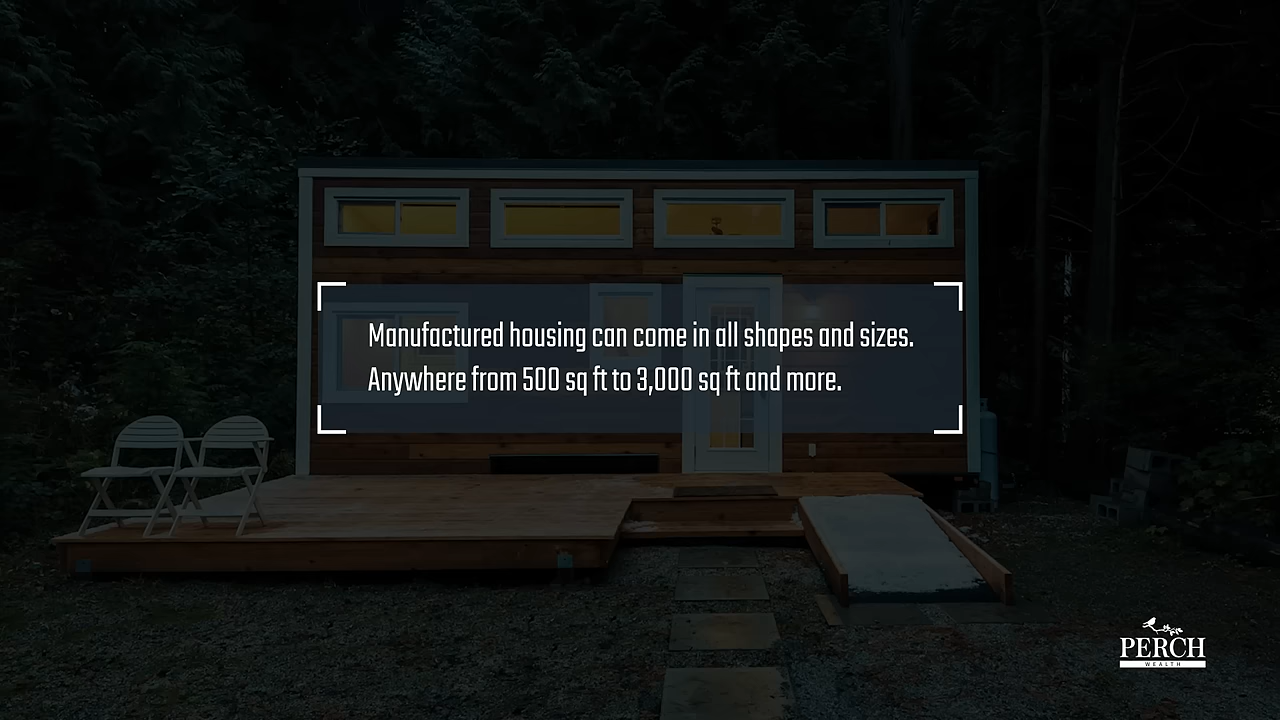 Manufactured housing can come in all shapes and sizes.
Anywhere from 500 sq ft to 3,000 sq ft and more.
PERCH
WEALTH